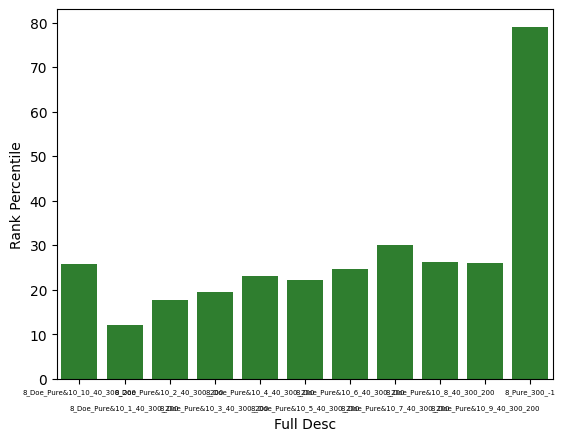 80
70
60
50
40
30
20
10
0
Rank Percentile
8_Doe_Pure&10_10_40_300_200 8_Doe_Pure&10_2_40_300_200 8_Doe_Pure&10_4_40_300_200 8_Doe_Pure&10_6_40_300_200 8_Doe_Pure&10_8_40_300_200 8_Pure_300_-1
8_Doe_Pure&10_1_40_300_200 8_Doe_Pure&10_3_40_300_200 8_Doe_Pure&10_5_40_300_200 8_Doe_Pure&10_7_40_300_200 8_Doe_Pure&10_9_40_300_200
Full Desc